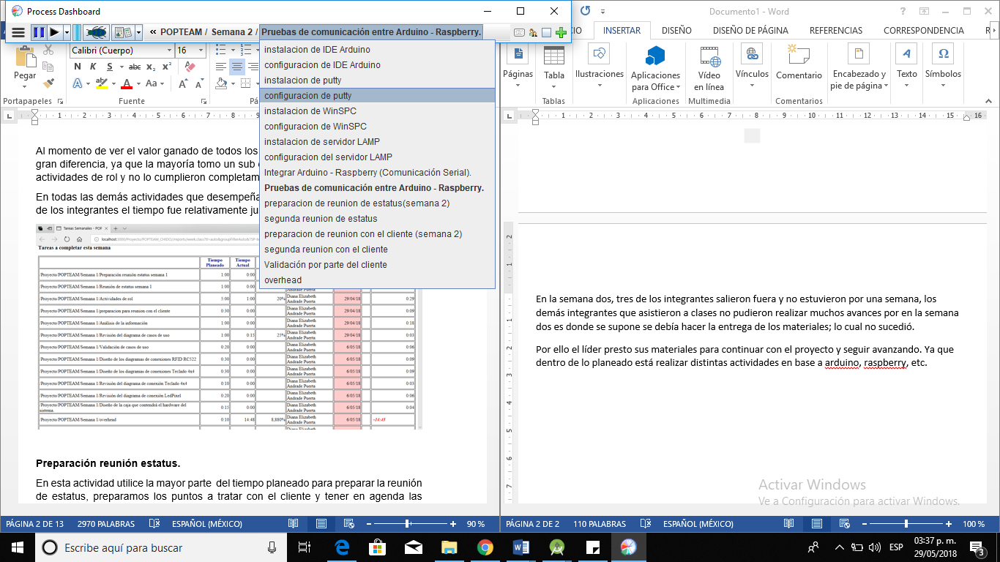 Process Dashboard
POPTEAM / Semana 2 / Pruebas de comunicación entre Arduino - Raspberry.
instalacion de IDE Arduino
configuracion de IDE Arduino
instalacion de putty
configuracion de putty
instalacion de WinSPC
configuracion de WinSPC
instalacion de servidor LAMP
configuracion del servidor LAMP
Integrar Arduino - Raspberry (Comunicación Serial).
Pruebas de comunicación entre Arduino - Raspberry.
preparacion de reunion de estatus(semana 2)
segunda reunion de estatus
preparacion de reunion con el cliente (semana 2)
segunda reunion con el cliente
Validación por parte del cliente
overhead
Calibri (Cuerpo) 16
Pegar
N K S abc x₂ x²
Portapapeles Fuente
Al momento de ver el valor ganado de todos los
gran diferencia, ya que la mayoría tomo un sub
actividades de rol y no lo cumplieron completam
En todas las demás actividades que desempeña
de los integrantes el tiempo fue relativamente ju
Tareas Semanales - POF
Tareas a completar esta semana
Tiempo Planeado Tiempo Actual
Proyecto/POPTEAM/Semana 1/Preparación reunión estatus semana 1 1:00 0:00
Proyecto/POPTEAM/Semana 1/Reunión de estatus semana 1 1:00 0:00
Proyecto/POPTEAM/Semana 1/Actividades de rol 5:00 1:00 20% Diana Elizabeth Andrade Puerta 29/04/18 0:29
Proyecto/POPTEAM/Semana 1/preparacion para reunion con el cliente 0:30 0:00 Diana Elizabeth Andrade Puerta 29/04/18 0:09
Proyecto/POPTEAM/Semana 1/Análisis de la información 1:00 0:00 Diana Elizabeth Andrade Puerta 29/04/18 0:18
Proyecto/POPTEAM/Semana 1/Revisión del diagrama de casos de uso 1:00 0:15 25% Diana Elizabeth Andrade Puerta 29/04/18 0:03
Proyecto/POPTEAM/Semana 1/Validación de casos de uso 0:20 0:00 Diana Elizabeth Andrade Puerta 6/05/18 0:06
Proyecto/POPTEAM/Semana 1/Diseño de los diagramas de conexiones RFID RC522 0:30 0:00 Diana Elizabeth Andrade Puerta 6/05/18 0:09
Proyecto/POPTEAM/Semana 1/Diseño de los diagramas de conexiones Teclado 4x4 0:30 0:00 Diana Elizabeth Andrade Puerta 6/05/18 0:09
Proyecto/POPTEAM/Semana 1/Revisión del diagrama de conexión Teclado 4x4 0:10 0:00 Diana Elizabeth Andrade Puerta 6/05/18 0:03
Proyecto/POPTEAM/Semana 1/Revisión del diagrama de conexión LedPixel 0:20 0:00 Diana Elizabeth Andrade Puerta 6/05/18 0:06
Proyecto/POPTEAM/Semana 1/Diseño de la caja que contendrá el hardware del sistema. 0:15 0:00 Diana Elizabeth Andrade Puerta 6/05/18 0:04
Proyecto/POPTEAM/Semana 1/overhead 0:10 14:48 8,880% Diana Elizabeth Andrade Puerta 6/05/18 -14:45
Preparación reunión estatus.
En esta actividad utilice la mayor parte del tiempo planeado para preparar la reunión
de estatus, preparamos los puntos a tratar con el cliente y tener en agenda las
PÁGINA 2 DE 13 2970 PALABRAS ESPAÑOL (MÉXICO) 90 %
Documento1 - Word
INSERTAR DISEÑO DISEÑO DE PÁGINA REFERENCIAS CORRESPONDENCIA
Páginas
Tabla
Ilustraciones
Aplicaciones
para Office
Vídeo
en línea
Vínculos
Comentario
Encabezado y
pie de página
Texto
Símbolos
Tablas Aplicaciones Multimedia Comentarios
En la semana dos, tres de los integrantes salieron fuera y no estuvieron por una semana, los
demás integrantes que asistieron a clases no pudieron realizar muchos avances por en la semana
dos es donde se supone se debía hacer la entrega de los materiales; lo cual no sucedió.
Por ello el líder presto sus materiales para continuar con el proyecto y seguir avanzando. Ya que
dentro de lo planeado está realizar distintas actividades en base a arduino, raspberry, etc.
Activar Windows
Ve a Configuración para activar Windows.
PÁGINA 2 DE 2 110 PALABRAS ESPAÑOL (MÉXICO) 100 %
Escribe aquí para buscar
ESP
03:37 p. m.
29/05/2018
3